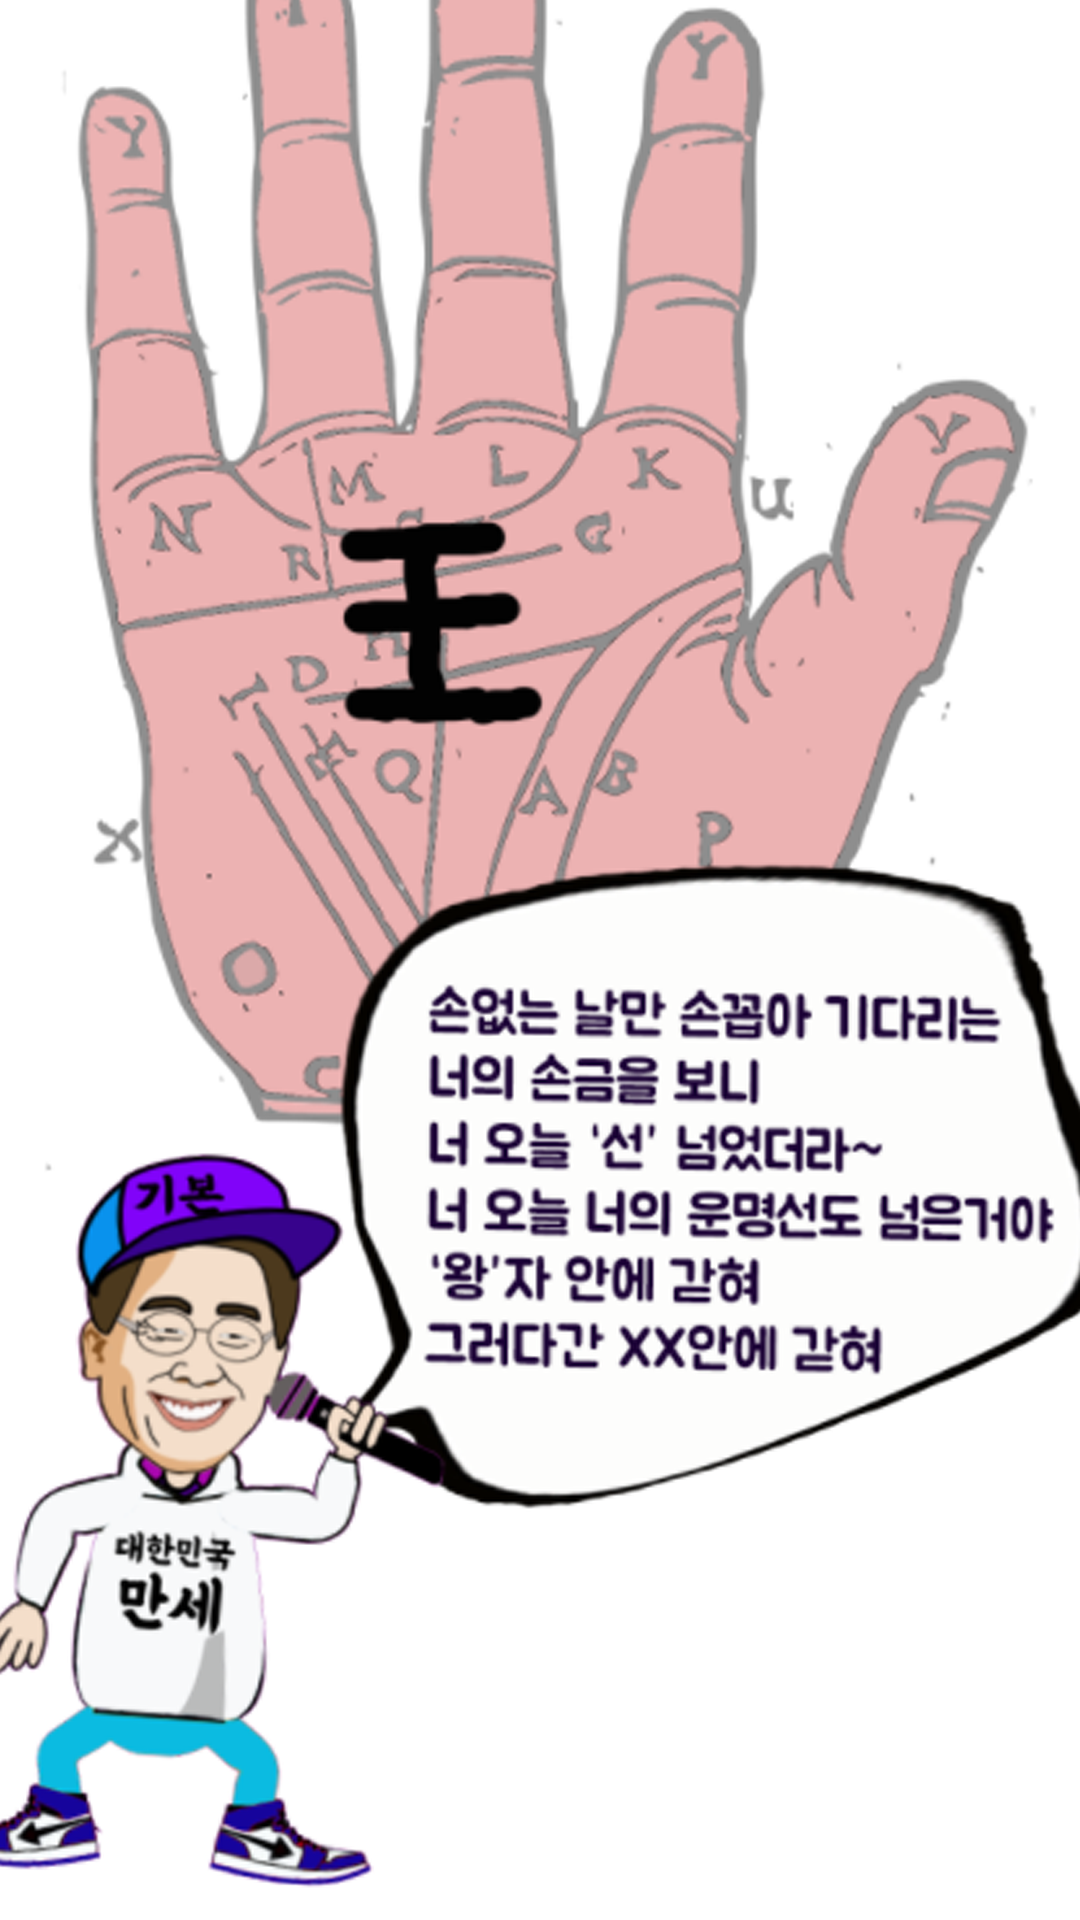 Y
Y
V
N
M
L
K
U
R
G
D
H
王
Q
A
B
P
X
O
C
손없는 날만 손꼽아 기다리는
너의 손금을 보니
너 오늘 '선' 넘었더라~
너 오늘 너의 운명선도 넘은거야
'왕'자 안에 갇혀
그러다간 XX안에 갇혀
기본
대한민국
만세